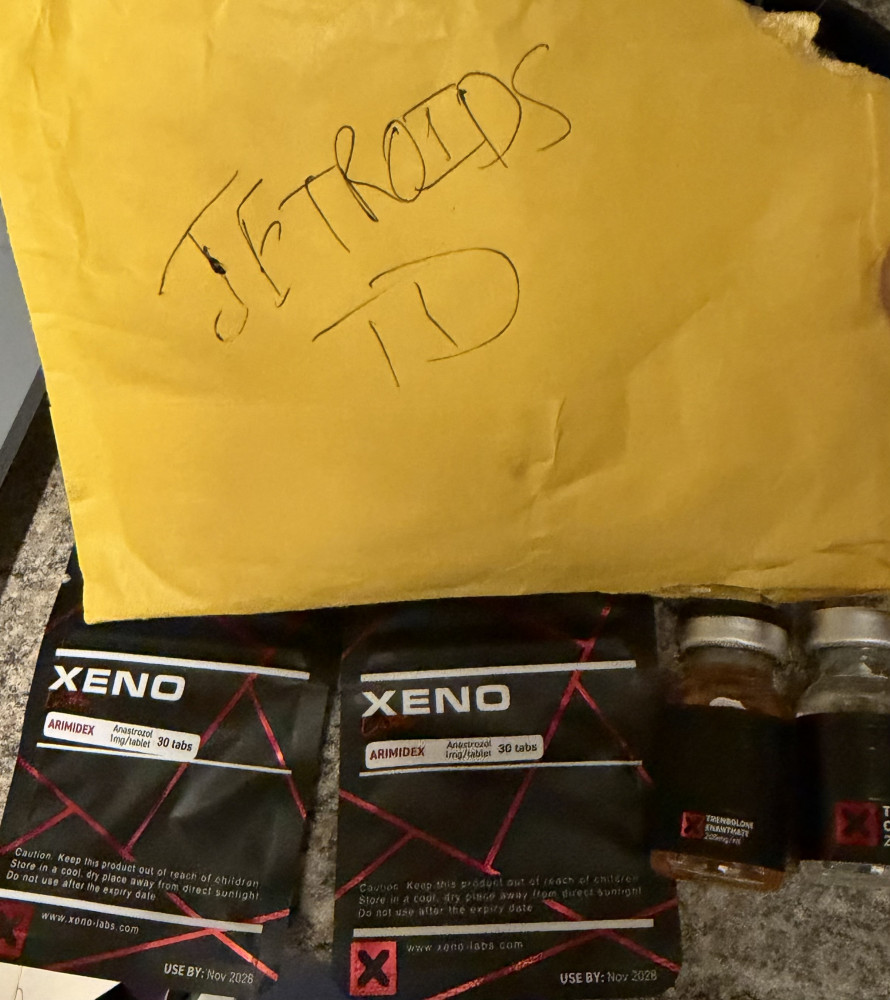 JETROIDS
TD
XENO
ARIMIDEX Anastrozol 1mg/tablet 30 tabs
Caution. Keep this product out of reach of children
Store in a cool, dry place away from direct sunlight.
Do not use after the expiry date
www.xeno-labs.com
USE BY: Nov 2028
XENO
ARIMIDEX Anastrozol 1mg/tablet 30 tabs
Caution. Keep this product out of reach of children
Store in a cool, dry place away from direct sunlight
Do not use after the expiry date
X
www.xeno-labs.com
USE BY: Nov 2028
X TRENBOLONE
ENANTHATE
200mg/ml
X T